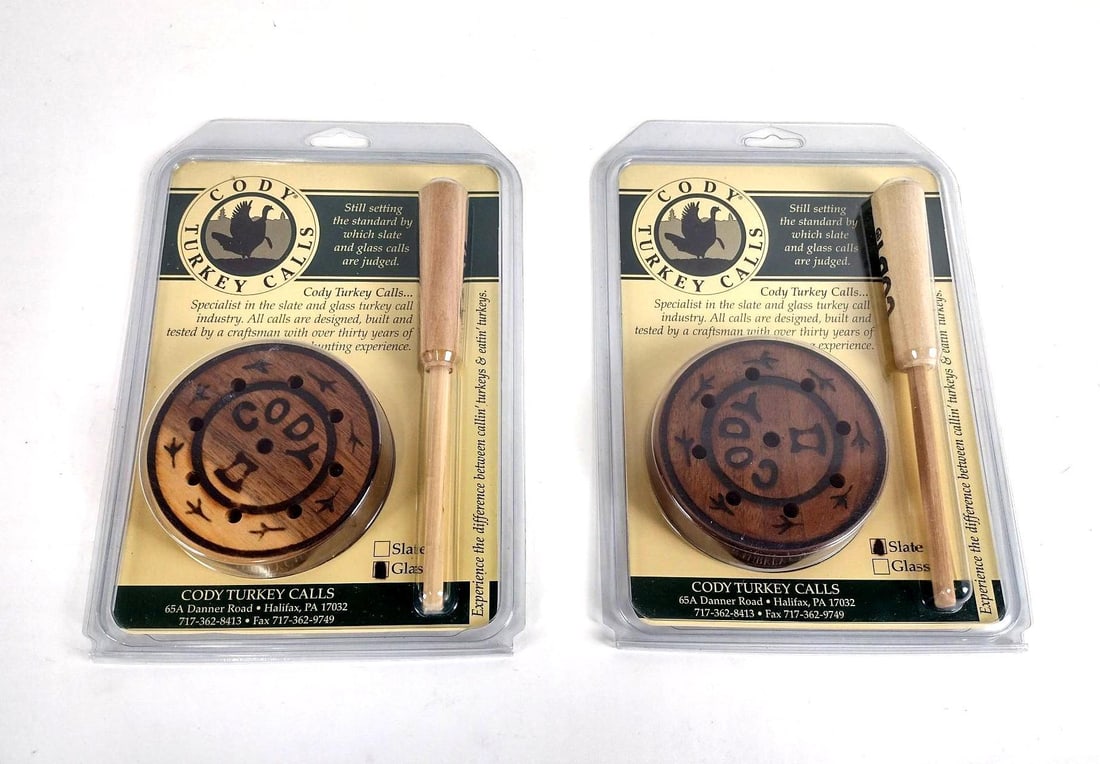 CODY®
TURKEY CALLS
Still setting
the standard by
which slate
and glass calls
are judged.
Cody Turkey Calls...
Specialist in the slate and glass turkey call
industry. All calls are designed, built and
tested by a craftsman with over thirty years of
hunting experience.
CODY
Slate
Glass
Experience the difference between callin' turkeys & eatin' turkeys.
CODY TURKEY CALLS
65A Danner Road • Halifax, PA 17032
717-362-8413 • Fax 717-362-9749
CODY®
TURKEY CALLS
Still setting
the standard by
which slate
and glass calls
are judged.
Cody Turkey Calls...
Specialist in the slate and glass turkey call
industry. All calls are designed, built and
tested by a craftsman with over thirty years of
experience.
CODY
Slate
Glass
Experience the difference between callin' turkeys & eatin' turkeys.
CODY TURKEY CALLS
65A Danner Road • Halifax, PA 17032
717-362-8413 • Fax 717-362-9749